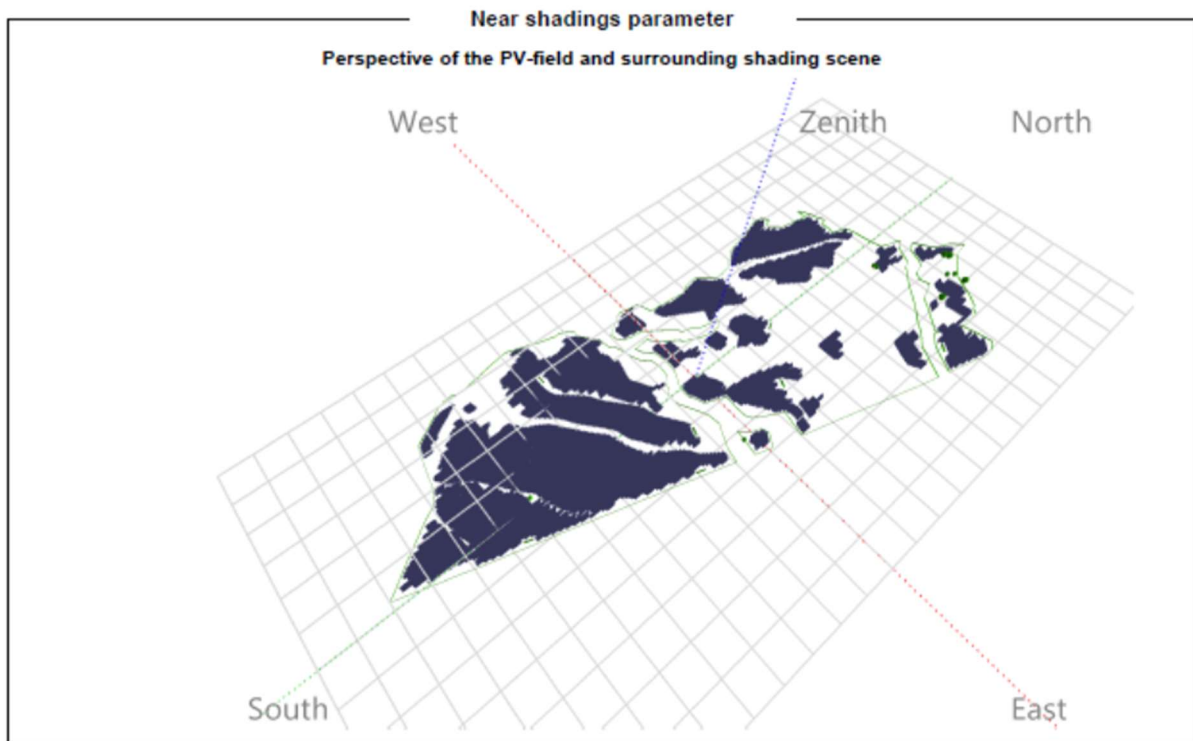 Near shadings parameter
Perspective of the PV-field and surrounding shading scene
West
Zenith
North
South
East